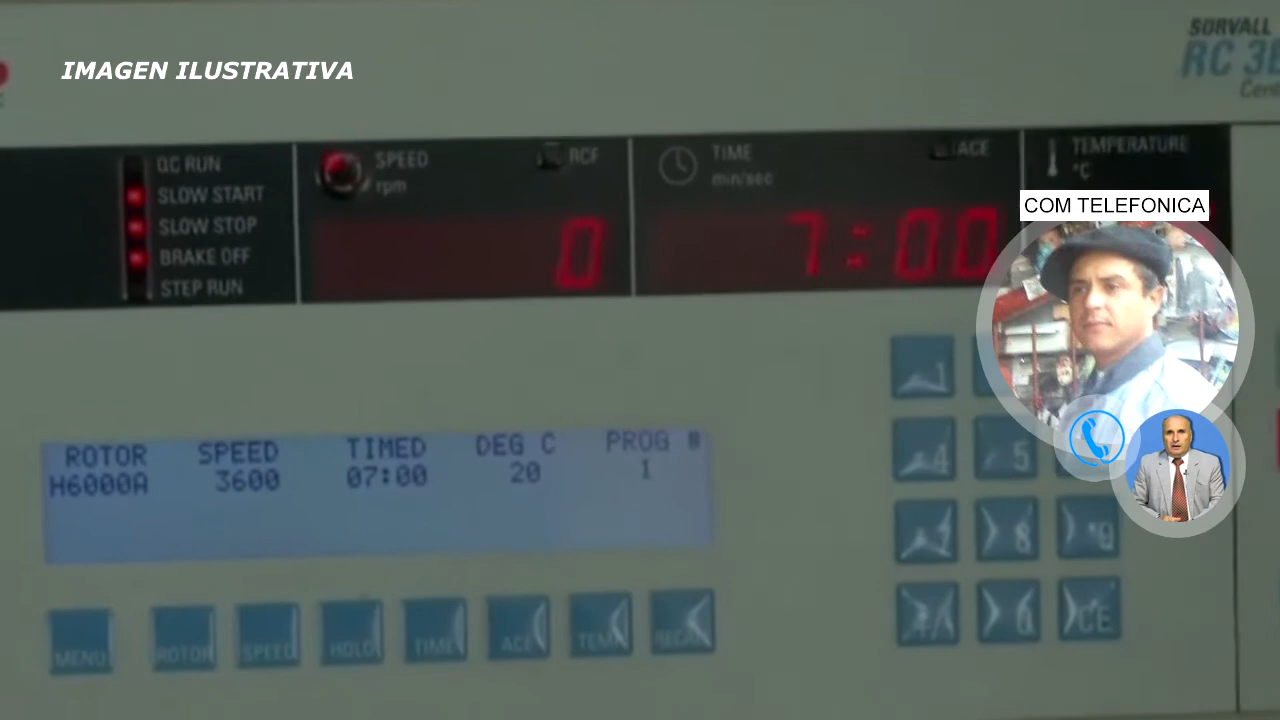 IMAGEN ILUSTRATIVA
SORVALL
RC 3B
QC RUN
SLOW START
SLOW STOP
BRAKE OFF
STEP RUN
SPEED
rpm
RCF
0
TIME
min/sec
ACE
7:00
TEMPERATURE
°C
COM TELEFONICA
ROTOR SPEED TIMED DEG C PROG #
H6000A 3600 07:00 20 1
1
4 5
7 8 9
0 CE
MENU ROTOR SPEED HOLD TIME ACE TEMP